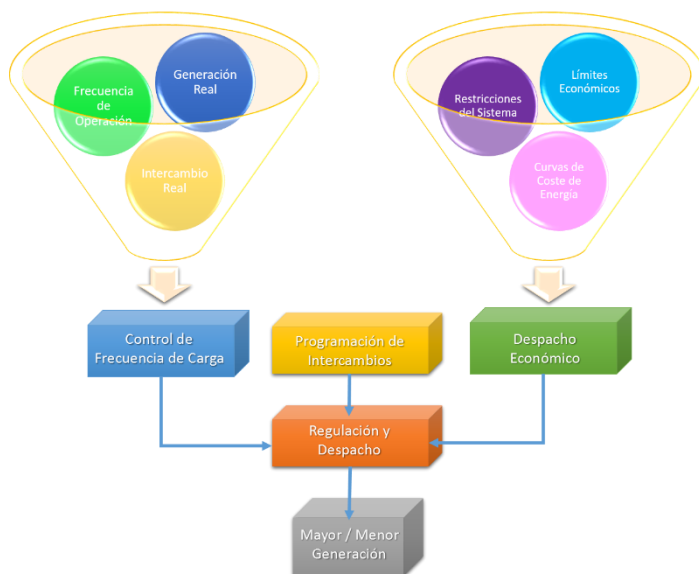 Frecuencia
de
Operación
Generación
Real
Intercambio
Real
Restricciones
del Sistema
Límites
Económicos
Curvas de
Coste de
Energía
Control de
Frecuencia de Carga
Programación de
Intercambios
Despacho
Económico
Regulación y
Despacho
Mayor / Menor
Generación